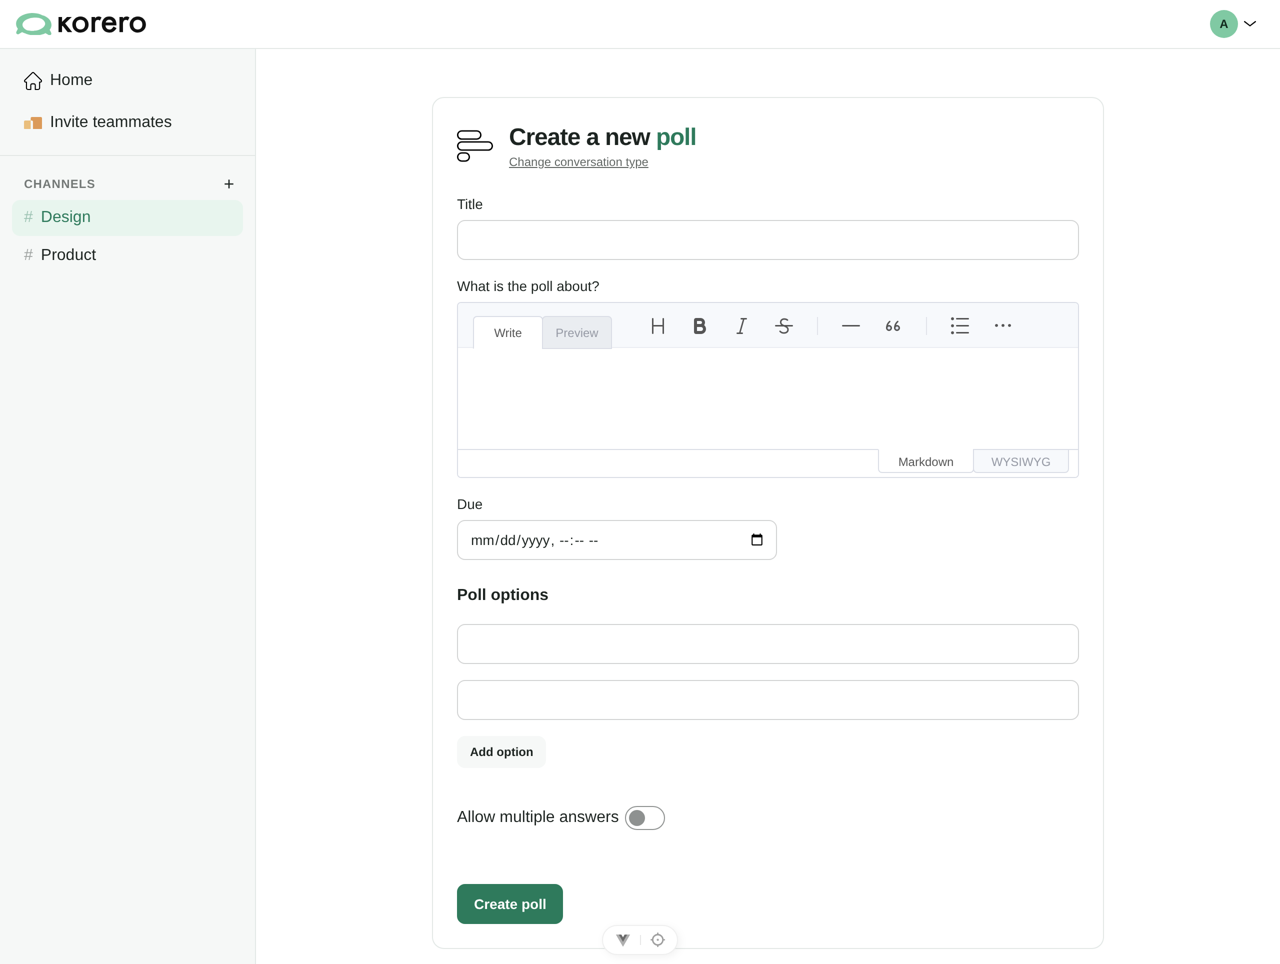 KORERO
A
Home
Invite teammates
CHANNELS
+
# Design
# Product
Create a new poll
Change conversation type
Title
What is the poll about?
Write
Preview
H B I S
66
Markdown
WYSIWYG
Due
mm/dd/yyyy, --:-- --
Poll options
Add option
Allow multiple answers
Create poll